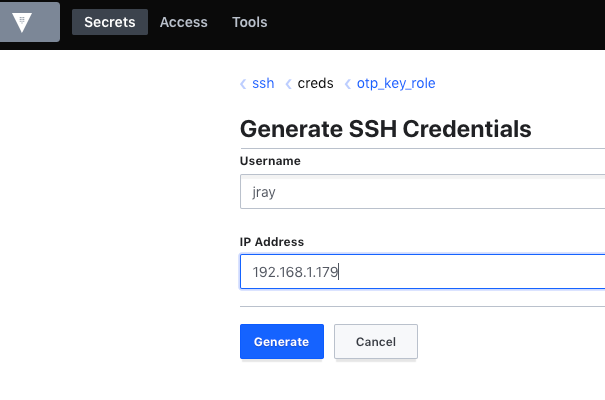 Secrets Access Tools
ssh creds otp_key_role
Generate SSH Credentials
Username
jray
IP Address
192.168.1.179
Generate Cancel